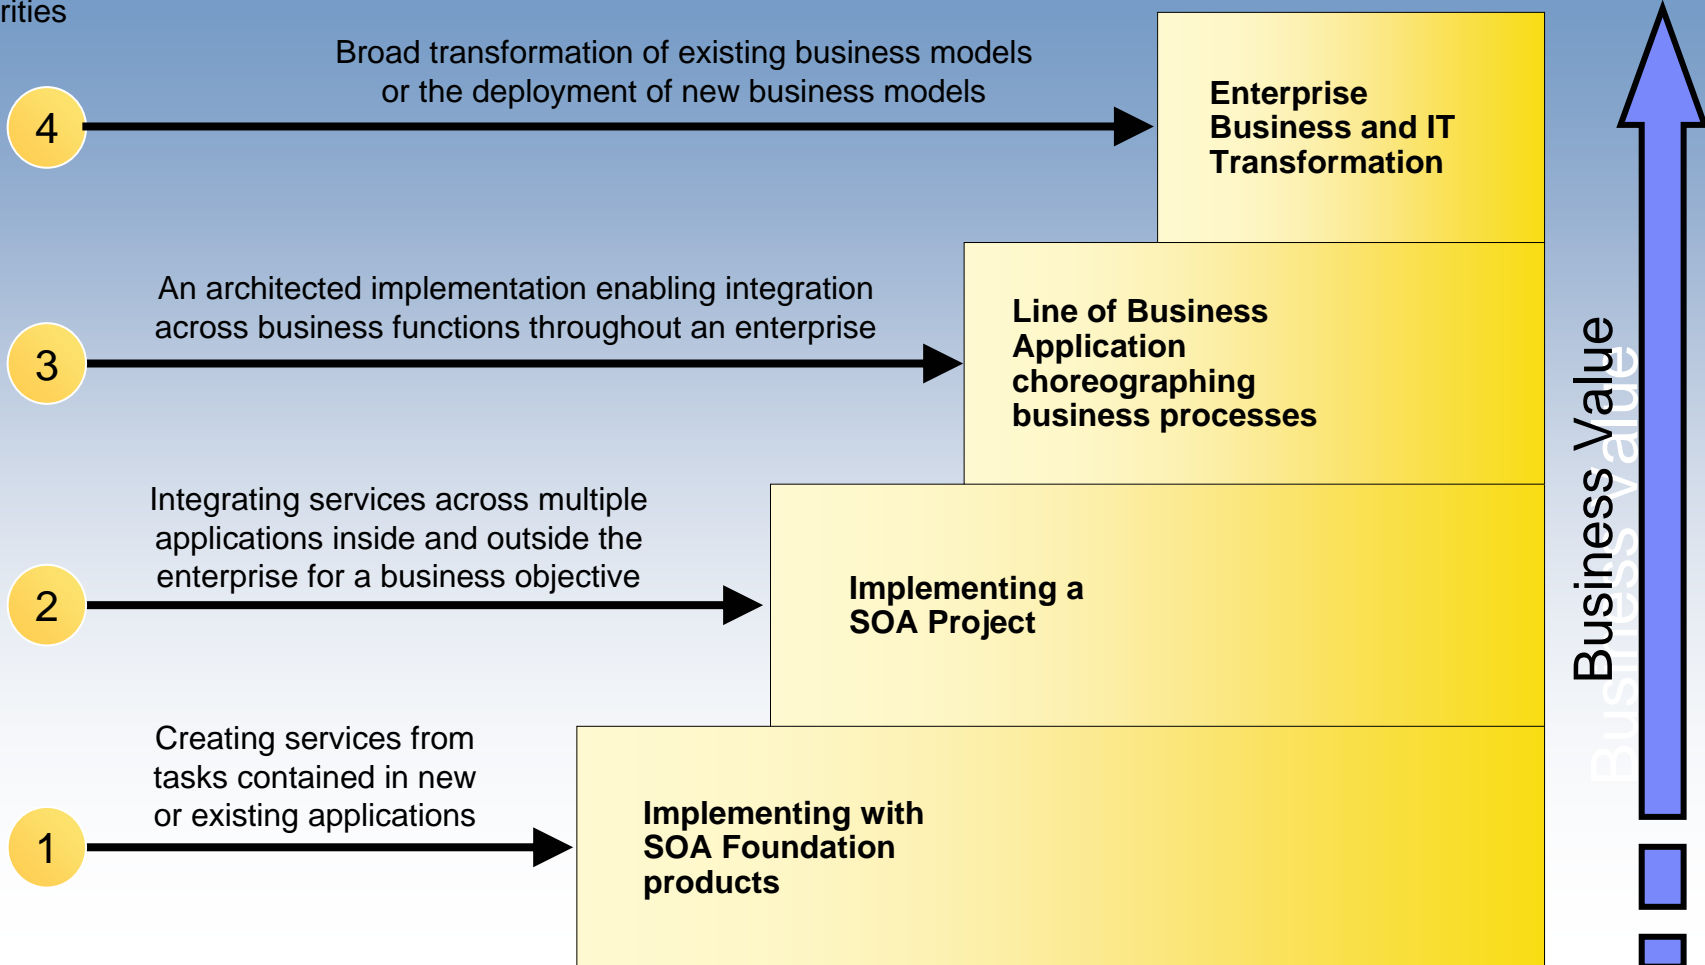 rities
Broad transformation of existing business models
or the deployment of new business models
4
Enterprise
Business and IT
Transformation
An architected implementation enabling integration
across business functions throughout an enterprise
3
Line of Business
Application
choreographing
business processes
Integrating services across multiple
applications inside and outside the
enterprise for a business objective
2
Implementing a
SOA Project
Creating services from
tasks contained in new
or existing applications
1
Implementing with
SOA Foundation
products
Business Value
Business Value